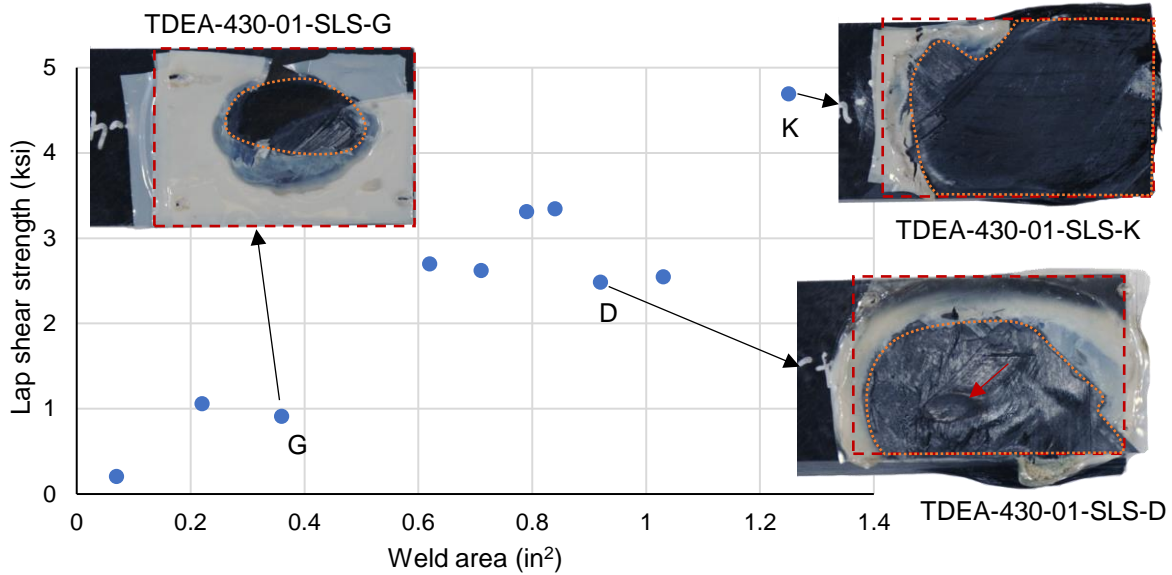 TDEA-430-01-SLS-G
5
4
3
2
1
0
Lap shear strength (ksi)
K
D
G
TDEA-430-01-SLS-K
TDEA-430-01-SLS-D
0
0.2
0.4
0.6
0.8
1
1.2
1.4
Weld area (in²)